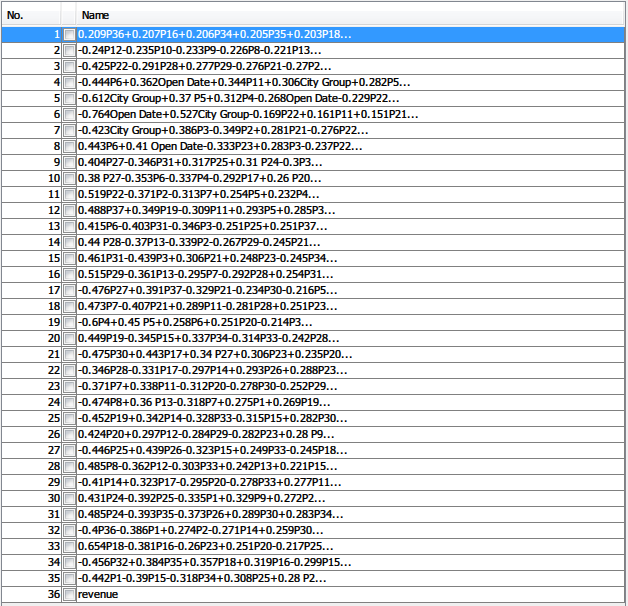 No. Name
1 0.209P36+0.207P16+0.206P34+0.205P35+0.203P18...
2 -0.24P12-0.235P10-0.233P9-0.226P8-0.221P13...
3 -0.425P22-0.291P28+0.277P29-0.276P21-0.27P2...
4 -0.444P6+0.362Open Date+0.344P11+0.306City Group+0.282P5...
5 -0.612City Group+0.37 P5+0.312P4-0.268Open Date-0.229P22...
6 -0.764Open Date+0.527City Group-0.169P22+0.161P11+0.151P21...
7 -0.423City Group+0.386P3-0.349P2+0.281P21-0.276P22...
8 0.443P6+0.41 Open Date-0.333P23+0.283P3-0.237P22...
9 0.404P27-0.346P31+0.317P25+0.31 P24-0.3P3...
10 0.38 P27-0.353P6-0.337P4-0.292P17+0.26 P20...
11 0.519P22-0.371P2-0.313P7+0.254P5+0.232P4...
12 0.488P37+0.349P19-0.309P11+0.293P5+0.285P3...
13 0.415P6-0.403P31-0.346P3-0.251P25+0.251P37...
14 0.44 P28-0.37P13-0.339P2-0.267P29-0.245P21...
15 0.461P31-0.439P3+0.306P21+0.248P23-0.245P34...
16 0.515P29-0.361P13-0.295P7-0.292P28+0.254P31...
17 -0.476P27+0.391P37-0.329P21-0.234P30-0.216P5...
18 0.473P7-0.407P21+0.289P11-0.281P28+0.251P23...
19 -0.6P4+0.45 P5+0.258P6+0.251P20-0.214P3...
20 0.449P19-0.345P15+0.337P34-0.314P33-0.242P28...
21 -0.475P30+0.443P17+0.34 P27+0.306P23+0.235P20...
22 -0.346P28-0.331P17-0.297P14+0.293P26+0.288P23...
23 -0.371P7+0.338P11-0.312P20-0.278P30-0.252P29...
24 -0.474P8+0.36 P13-0.318P7+0.275P1+0.269P19...
25 -0.452P19+0.342P14-0.328P33-0.315P15+0.282P30...
26 0.424P20+0.297P12-0.284P29-0.282P23+0.28 P9...
27 -0.446P25+0.439P26-0.323P15+0.249P33-0.245P18...
28 0.485P8-0.362P12-0.303P33+0.242P13+0.221P15...
29 -0.41P14+0.323P17-0.295P20-0.278P33+0.277P11...
30 0.431P24-0.392P25-0.335P1+0.329P9+0.272P2...
31 0.485P24-0.393P35-0.373P26+0.289P30+0.283P34...
32 -0.4P36-0.386P1+0.274P2-0.271P14+0.259P30...
33 0.654P18-0.381P16-0.26P23+0.251P20-0.217P25...
34 -0.456P32+0.384P35+0.357P18+0.319P16-0.299P15...
35 -0.442P1-0.39P15-0.318P34+0.308P25+0.28 P2...
36 revenue